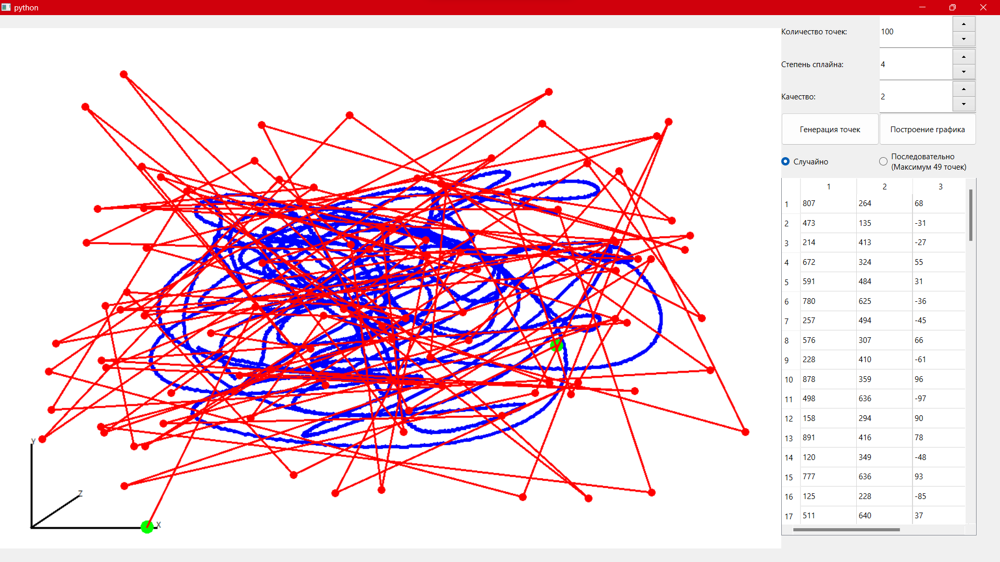 python
Количество точек: 100
Степень сплайна: 4
Качество: 2
Генерация точек Построение графика
Случайно
Последовательно
(Максимум 49 точек)
1 2 3
1 807 264 68
2 473 135 -31
3 214 413 -27
4 672 324 55
5 591 484 31
6 780 625 -36
7 257 494 -45
8 576 307 66
9 228 410 -61
10 878 359 96
11 498 636 -97
12 158 294 90
13 891 416 78
14 120 349 -48
15 777 636 93
16 125 228 -85
17 511 640 37
Y
Z
X